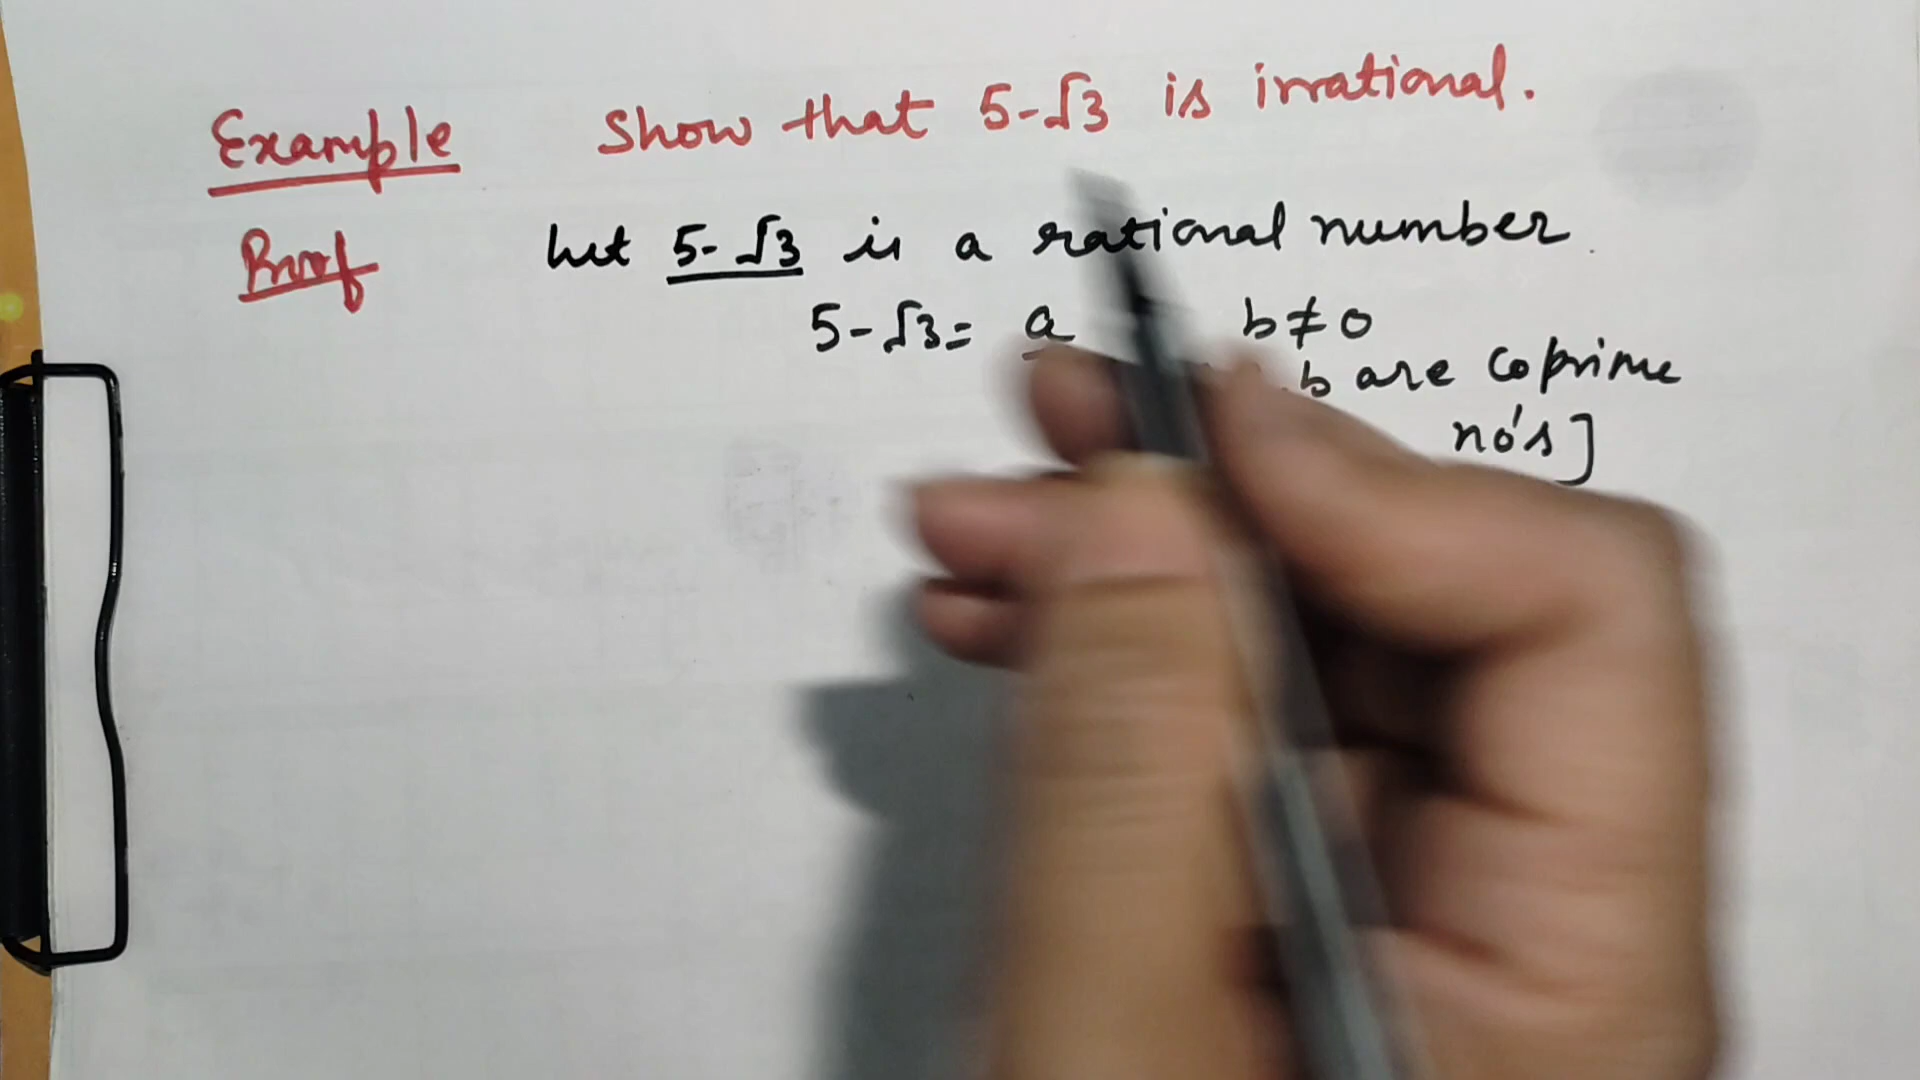 Example Show that 5-√3 is irrational.
Proof Let 5-√3 is a rational number.
5-√3 = a b≠0
b are coprime
no's]